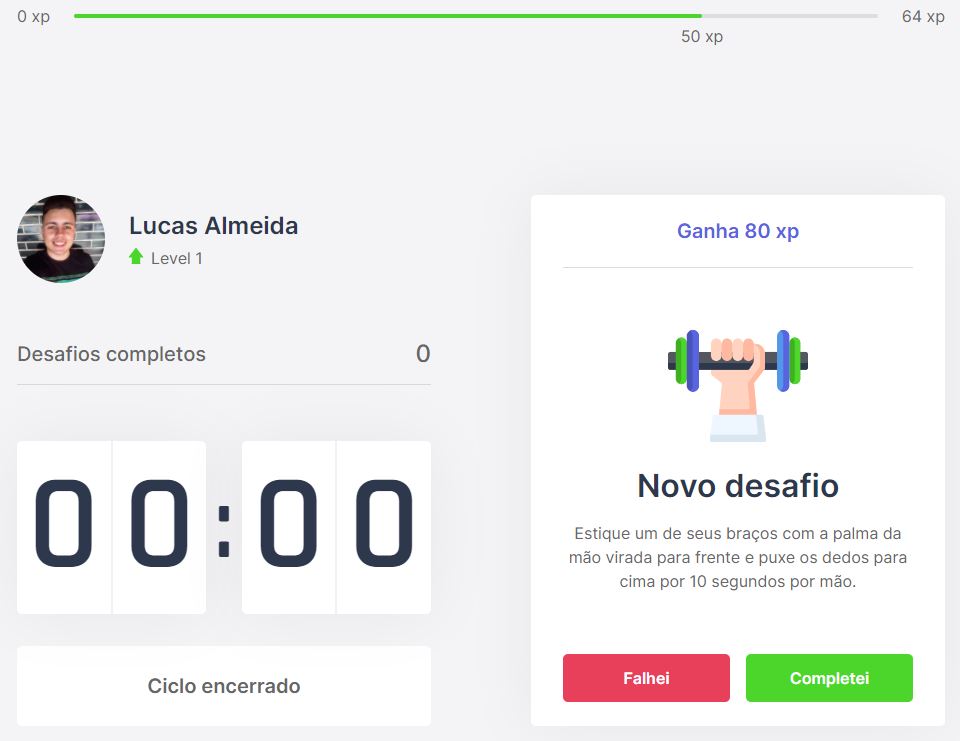 0 xp
64 xp
50 xp
Lucas Almeida
Level 1
Desafios completos
0
00:00
Ciclo encerrado
Ganha 80 xp
Novo desafio
Estique um de seus braços com a palma da
mão virada para frente e puxe os dedos para
cima por 10 segundos por mão.
Falhei
Completei